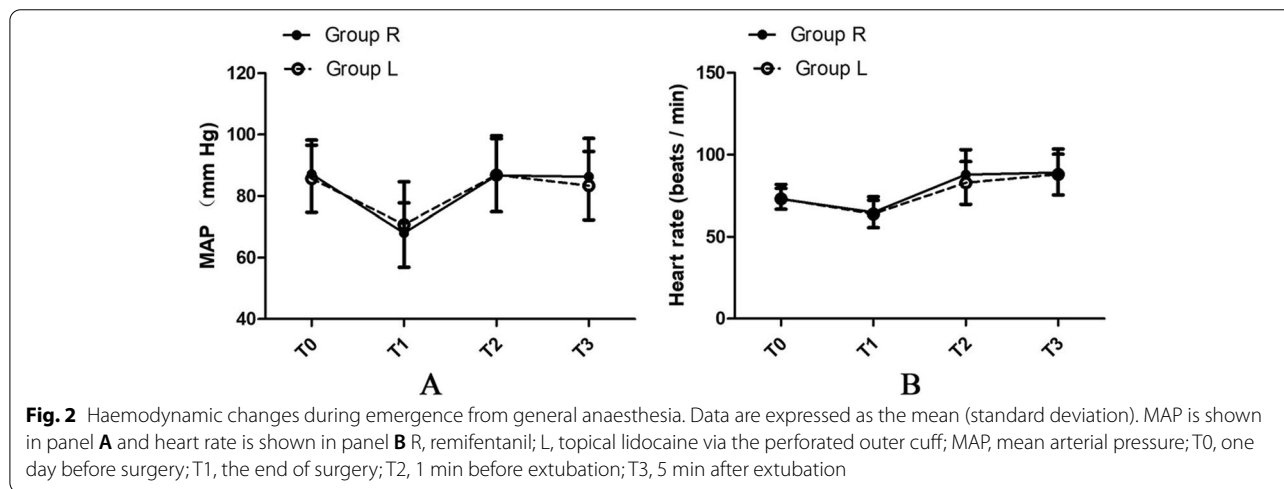 Group R
Group L
120
100
80
60
40
MAP (mm Hg)
T0
T1
T2
T3
A
Group R
Group L
150
100
50
0
Heart rate (beats / min)
T0
T1
T2
T3
B
Fig. 2 Haemodynamic changes during emergence from general anaesthesia. Data are expressed as the mean (standard deviation). MAP is shown
in panel A and heart rate is shown in panel B R, remifentanil; L, topical lidocaine via the perforated outer cuff; MAP, mean arterial pressure; T0, one
day before surgery; T1, the end of surgery; T2, 1 min before extubation; T3, 5 min after extubation